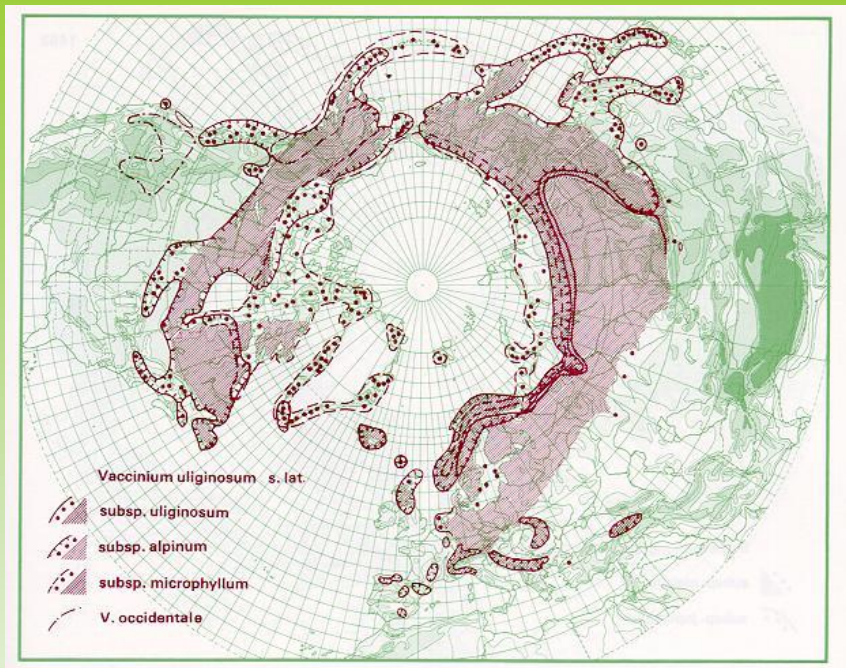 Vaccinium uliginosum s. lat.
subsp. uliginosum
subsp. alpinum
subsp. microphyllum
V. occidentale